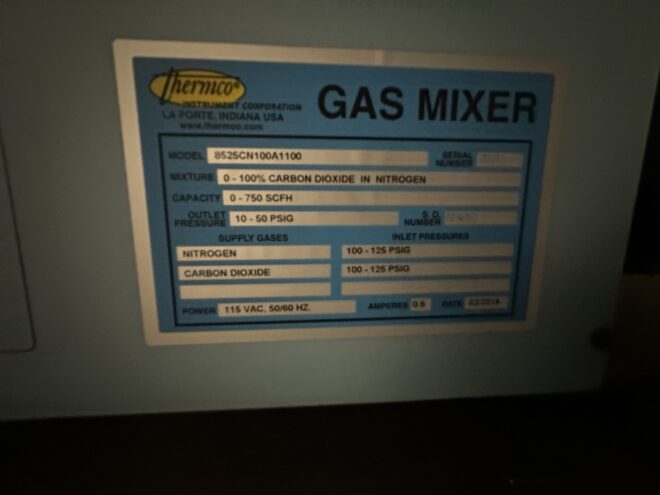 thermco®
INSTRUMENT CORPORATION
LA PORTE, INDIANA USA
www.thermco.com
GAS MIXER
MODEL 8525CN100A1100 SERIAL NUMBER
MIXTURE 0 - 100% CARBON DIOXIDE IN NITROGEN
CAPACITY 0 - 750 SCFH
OUTLET PRESSURE 10 - 50 PSIG S. O. NUMBER
SUPPLY GASES INLET PRESSURES
NITROGEN 100 - 125 PSIG
CARBON DIOXIDE 100 - 125 PSIG
POWER 115 VAC, 50/60 HZ. AMPERES 0.6 DATE 02/2019